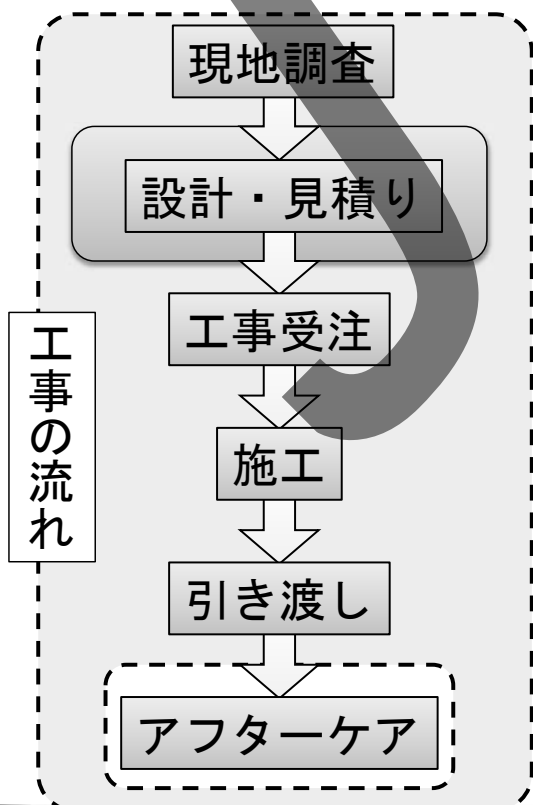 現地調査
設計・見積り
工事受注
施工
引き渡し
アフターケア
工事の流れ